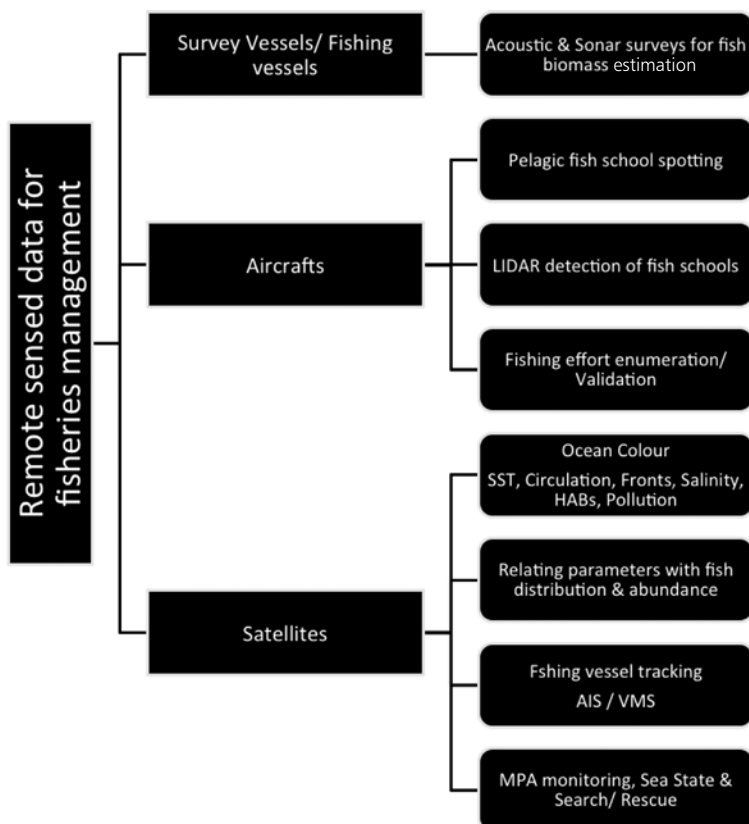 Remote sensed data for
fisheries management
Survey Vessels/ Fishing
vessels
Acoustic & Sonar surveys for fish
biomass estimation
Aircrafts
Pelagic fish school spotting
LIDAR detection of fish schools
Fishing effort enumeration/
Validation
Satellites
Ocean Colour
SST, Circulation, Fronts, Salinity,
HABs, Pollution
Relating parameters with fish
distribution & abundance
Fshing vessel tracking
AIS / VMS
MPA monitoring, Sea State &
Search/ Rescue